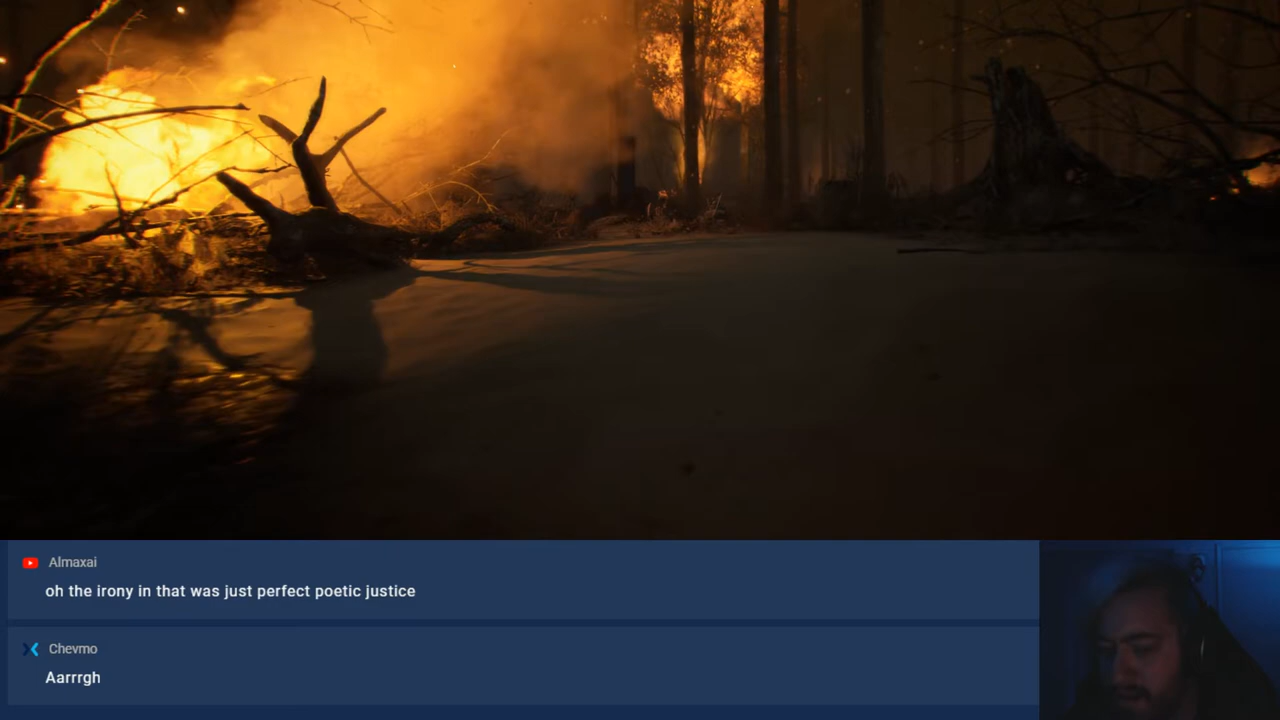 Almaxai
oh the irony in that was just perfect poetic justice
Chevmo
Aarrrgh